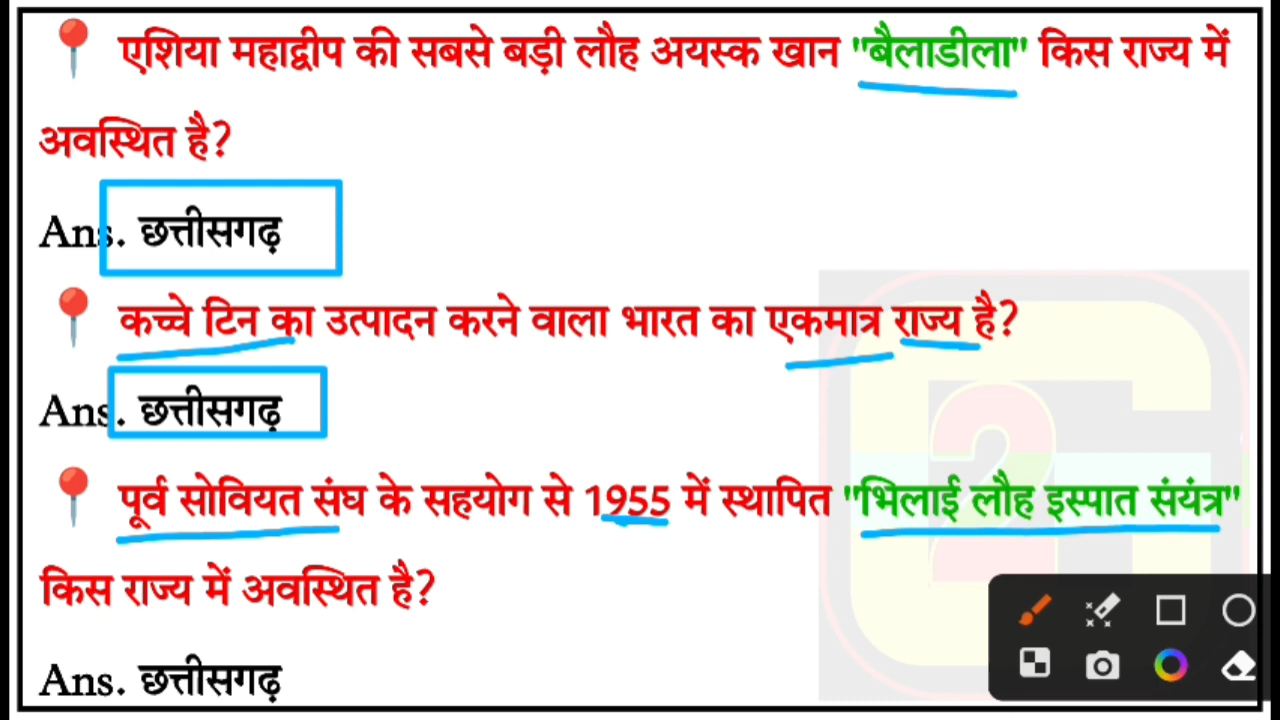 एशिया महाद्वीप की सबसे बड़ी लौह अयस्क खान "बैलाडीला" किस राज्य में
अवस्थित है?
Ans. छत्तीसगढ़
कच्चे टिन का उत्पादन करने वाला भारत का एकमात्र राज्य है?
Ans. छत्तीसगढ़
पूर्व सोवियत संघ के सहयोग से 1955 में स्थापित "भिलाई लौह इस्पात संयंत्र"
किस राज्य में अवस्थित है?
Ans. छत्तीसगढ़